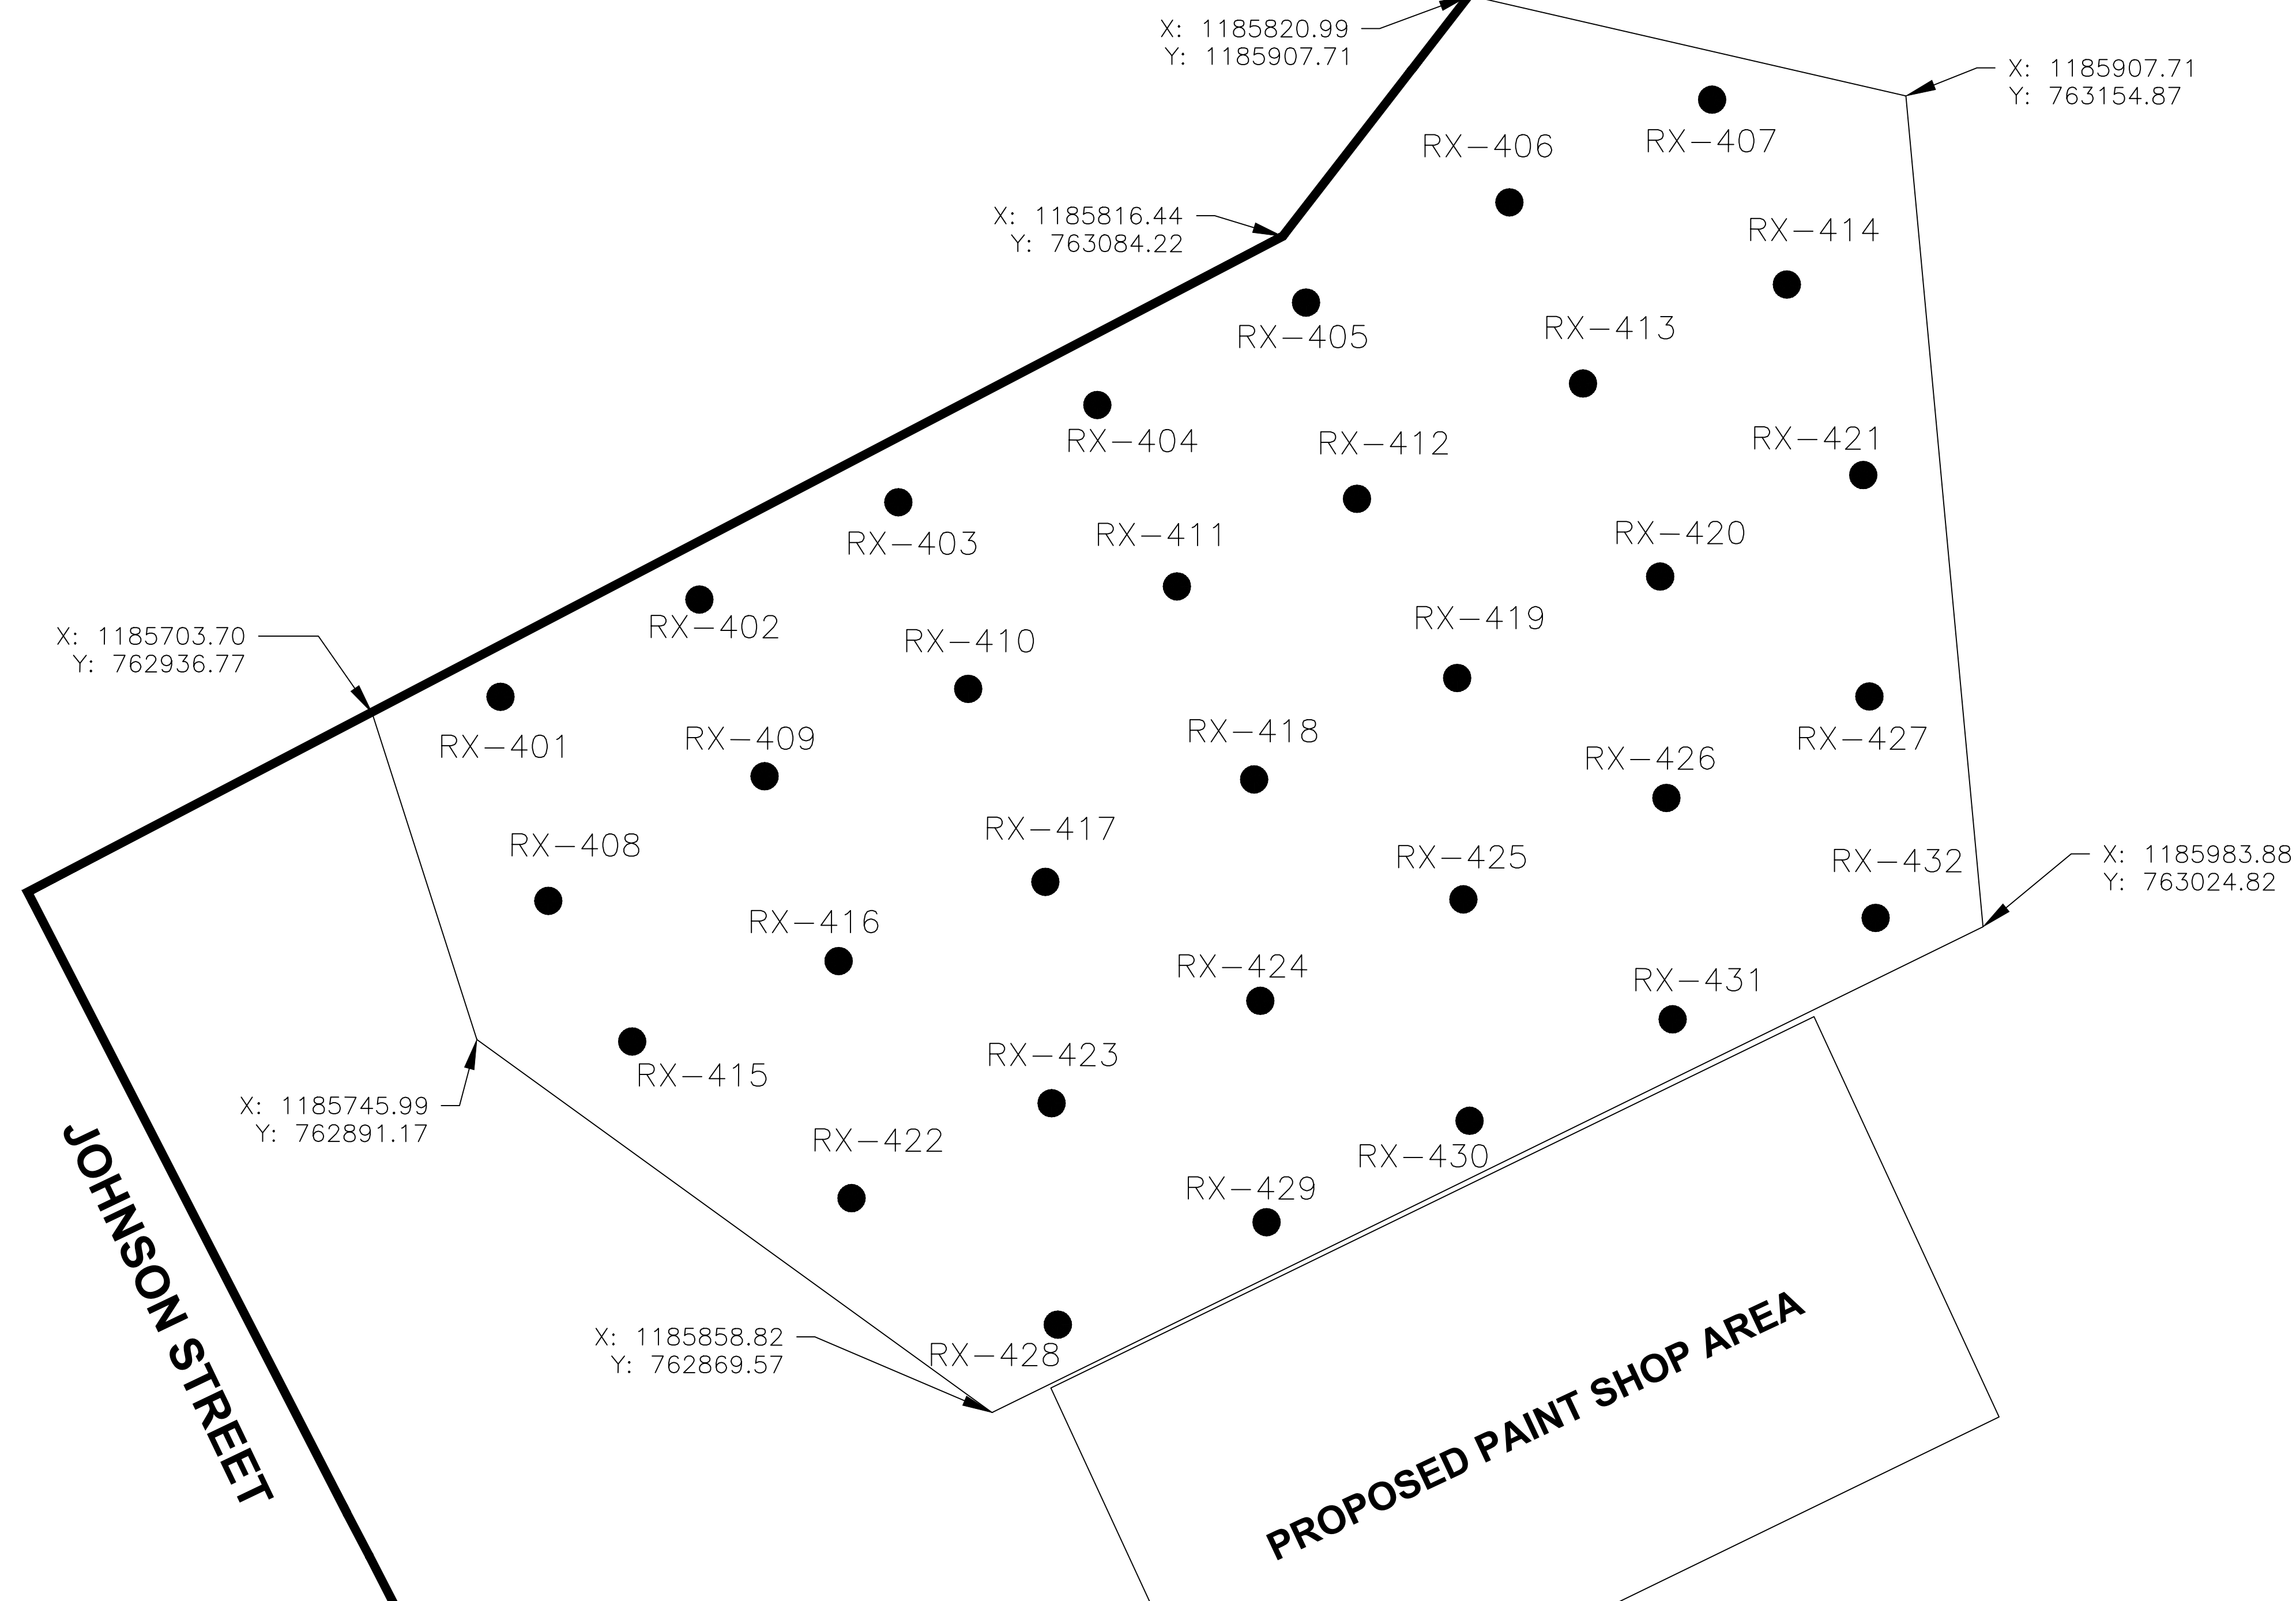 X: 1185820.99
Y: 1185907.71
X: 1185907.71
Y: 763154.87
RX-407
RX-406
X: 1185816.44
Y: 763084.22
RX-414
RX-405
RX-413
RX-404
RX-412
RX-421
RX-403
RX-411
RX-420
RX-402
RX-410
RX-419
X: 1185703.70
Y: 762936.77
RX-401
RX-409
RX-418
RX-427
RX-426
RX-408
RX-417
RX-425
RX-432
X: 1185983.88
Y: 763024.82
RX-416
RX-424
RX-431
RX-415
RX-423
X: 1185745.99
Y: 762891.17
RX-422
RX-430
RX-429
X: 1185858.82
Y: 762869.57
RX-428
JOHNSON STREET
PROPOSED PAINT SHOP AREA